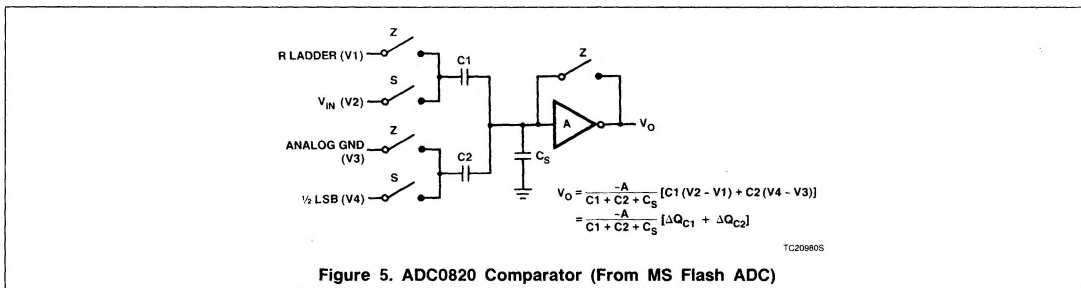 Z
R LADDER (V1)
C1
Z
S
V_IN (V2)
A
V_O
Z
ANALOG GND
(V3)
C2
C_S
S
½ LSB (V4)
V_O = -A / (C1 + C2 + C_S) [C1 (V2 - V1) + C2 (V4 - V3)]
= -A / (C1 + C2 + C_S) [ΔQ_C1 + ΔQ_C2]
TC20980S
Figure 5. ADC0820 Comparator (From MS Flash ADC)